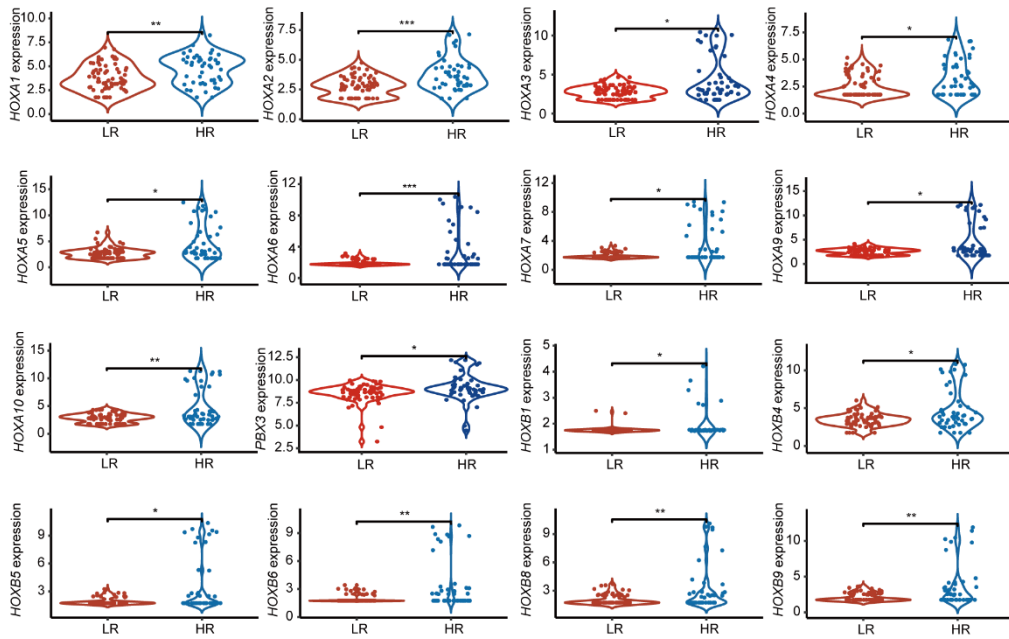 HOXA1 expression
10.0
7.5
5.0
2.5
0.0
**
LR
HR
HOXA2 expression
7.5
5.0
2.5
0.0
***
LR
HR
HOXA3 expression
10
5
0
*
LR
HR
HOXA4 expression
7.5
5.0
2.5
0.0
*
LR
HR
HOXA5 expression
15
10
5
0
*
LR
HR
HOXA6 expression
12
8
4
0
***
LR
HR
HOXA7 expression
12
8
4
0
*
LR
HR
HOXA9 expression
15
10
5
0
*
LR
HR
HOXA10 expression
15
10
5
0
**
LR
HR
PBX3 expression
12.5
10.0
7.5
5.0
2.5
*
LR
HR
HOXB1 expression
5
4
3
2
1
*
LR
HR
HOXB4 expression
10
5
0
*
LR
HR
HOXB5 expression
9
6
3
*
LR
HR
HOXB6 expression
9
6
3
0
**
LR
HR
HOXB8 expression
9
6
3
**
LR
HR
HOXB9 expression
10
5
0
**
LR
HR